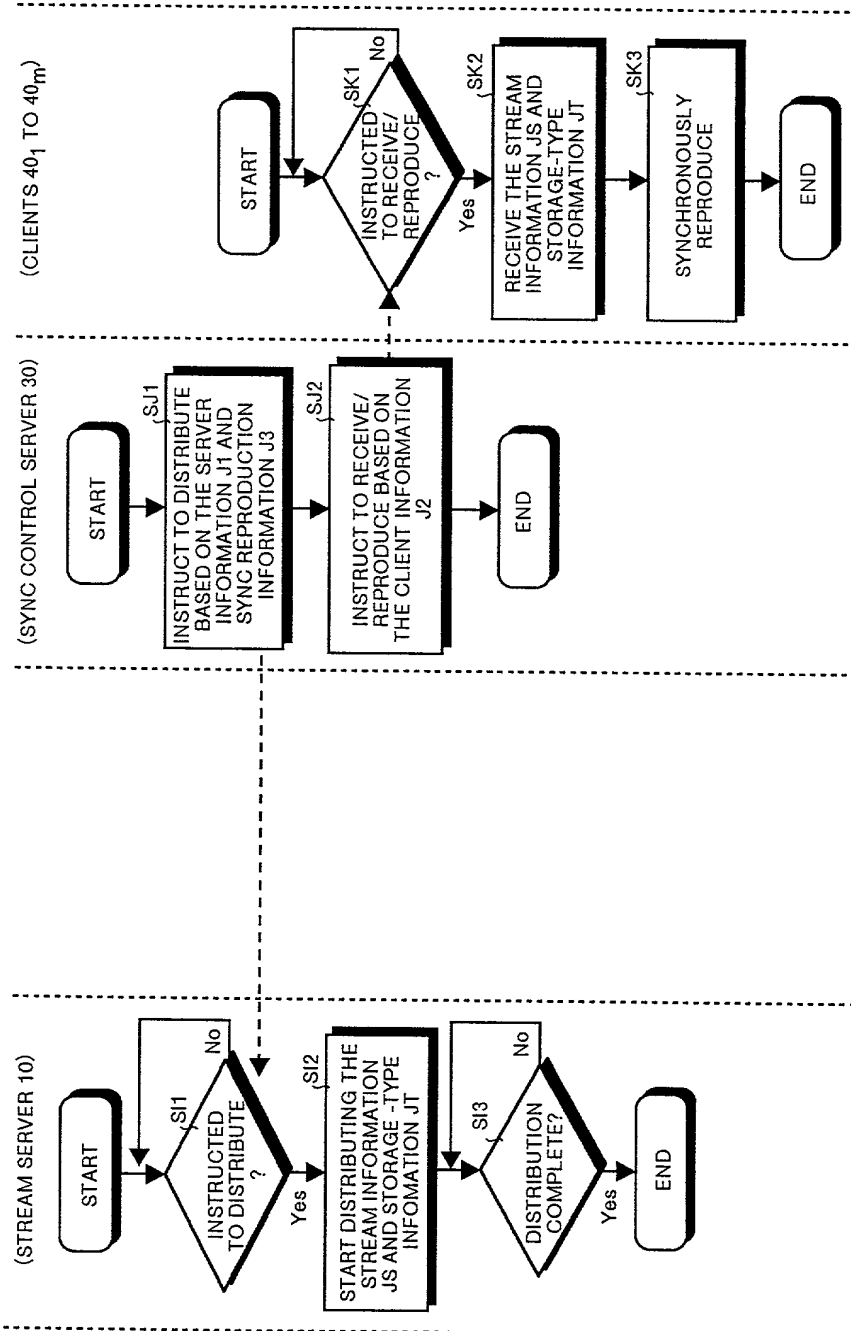 (STREAM SERVER 10)
START
SI1
INSTRUCTED
TO DISTRIBUTE
?
No
Yes
SI2
START DISTRIBUTING THE
STREAM INFORMATION
JS AND STORAGE -TYPE
INFOMATION JT
SI3
DISTRIBUTION
COMPLETE?
No
Yes
END
(SYNC CONTROL SERVER 30)
START
SJ1
INSTRUCT TO DISTRIBUTE
BASED ON THE SERVER
INFORMATION J1 AND
SYNC REPRODUCTION
INFORMATION J3
SJ2
INSTRUCT TO RECEIVE/
REPRODUCE BASED ON
THE CLIENT INFORMATION
J2
END
(CLIENTS 40₁ TO 40ₘ)
START
SK1
INSTRUCTED
TO RECEIVE/
REPRODUCE
?
No
Yes
SK2
RECEIVE THE STREAM
INFORMATION JS AND
STORAGE-TYPE
INFORMATION JT
SK3
SYNCHRONOUSLY
REPRODUCE
END